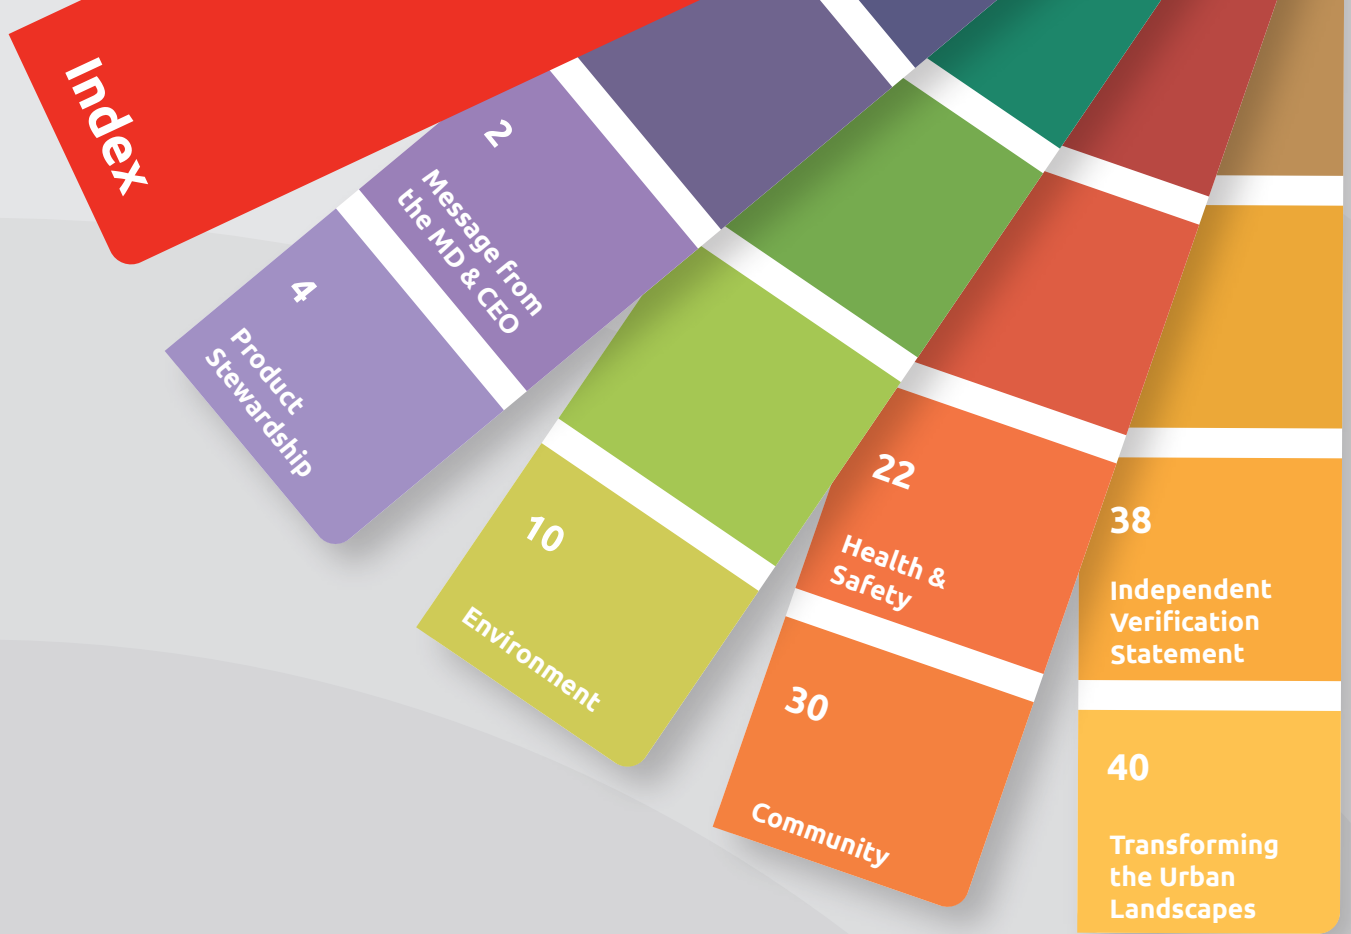 Index
2
Message from
the MD & CEO
4
Product
Stewardship
10
Environment
22
Health &
Safety
30
Community
38
Independent
Verification
Statement
40
Transforming
the Urban
Landscapes